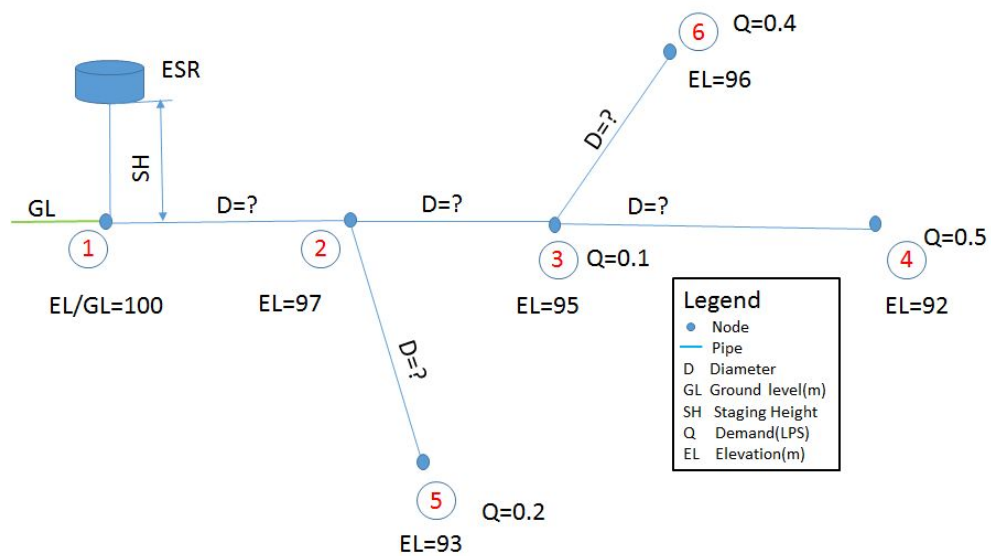 6
Q=0.4
ESR
EL=96
D=?
SH
GL
D=?
D=?
D=?
1
2
3
Q=0.1
4
Q=0.5
EL/GL=100
EL=97
EL=95
EL=92
D=?
Legend
Node
Pipe
D Diameter
GL Ground level(m)
SH Staging Height
Q Demand(LPS)
EL Elevation(m)
5
Q=0.2
EL=93